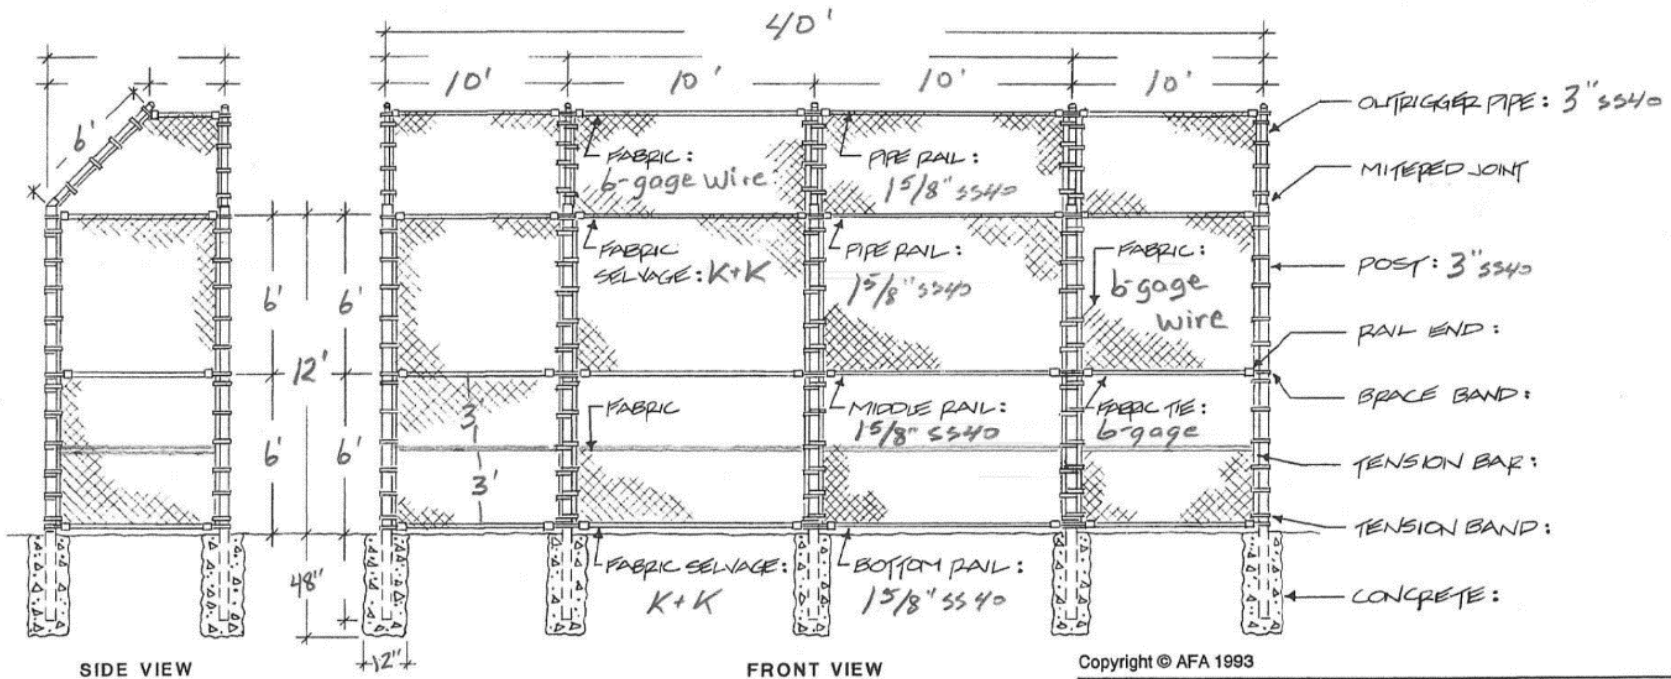 40'
10' 10' 10' 10'
6'
FABRIC:
6-gage wire
PIPE RAIL:
1 5/8" SS40
OUTRIGGER PIPE: 3" SS40
MITERED JOINT
FABRIC
SELVAGE: K+K
PIPE RAIL:
1 5/8" SS40
FABRIC:
6-gage
wire
POST: 3" SS40
6' 6'
12'
RAIL END:
BRACE BAND:
3'
FABRIC
MIDDLE RAIL:
1 5/8" SS40
FABRIC TIE:
6-gage
6' 6'
TENSION BAR:
3'
TENSION BAND:
48"
FABRIC SELVAGE:
K+K
BOTTOM RAIL:
1 5/8" SS40
CONCRETE:
12"
SIDE VIEW
FRONT VIEW
Copyright © AFA 1993